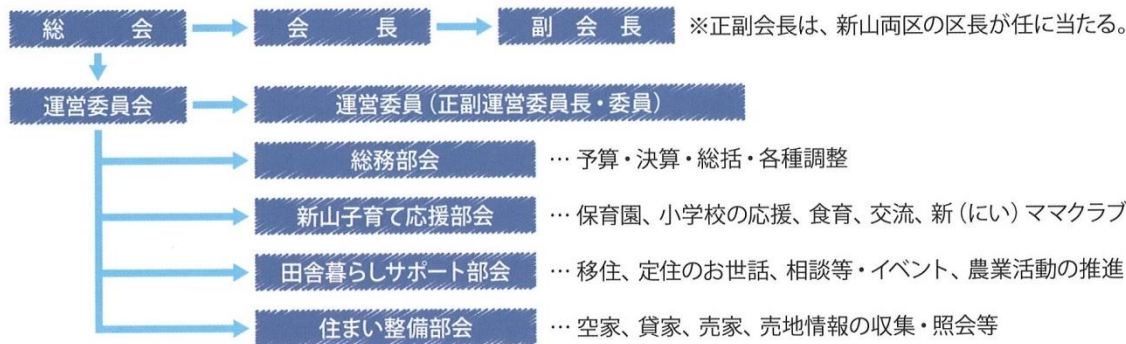 総会 会長 副会長 ※正副会長は、新山両区の区長が任に当たる。
運営委員会 運営委員(正副運営委員長・委員)
総務部会 …予算・決算・総括・各種調整
新山子育て応援部会 …保育園、小学校の応援、食育、交流、新(にい)ママクラブ
田舎暮らしサポート部会 …移住、定住のお世話、相談等・イベント、農業活動の推進
住まい整備部会 …空家、貸家、売家、売地情報の収集・照会等